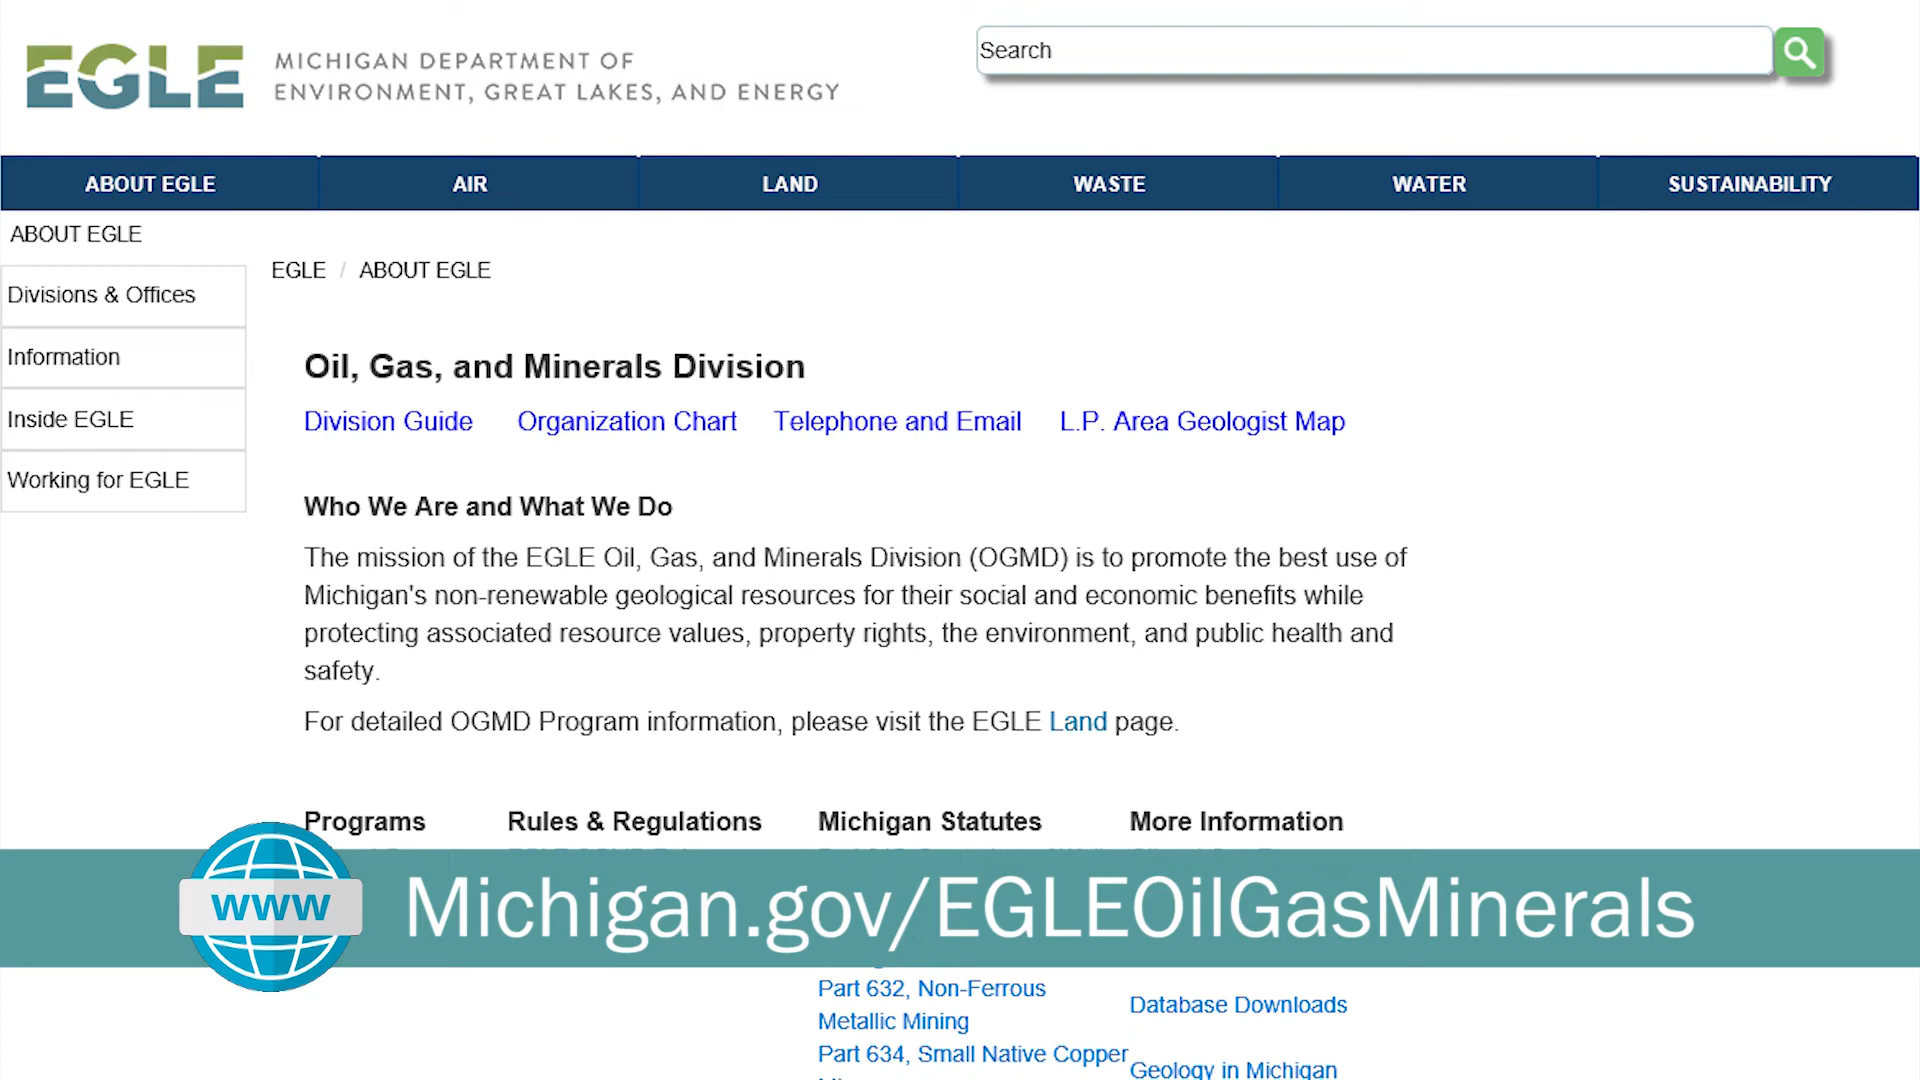 EGLE
MICHIGAN DEPARTMENT OF
ENVIRONMENT, GREAT LAKES, AND ENERGY
Search
ABOUT EGLE
AIR
LAND
WASTE
WATER
SUSTAINABILITY
ABOUT EGLE
Divisions & Offices
Information
Inside EGLE
Working for EGLE
EGLE / ABOUT EGLE
Oil, Gas, and Minerals Division
Division Guide
Organization Chart
Telephone and Email
L.P. Area Geologist Map
Who We Are and What We Do
The mission of the EGLE Oil, Gas, and Minerals Division (OGMD) is to promote the best use of
Michigan's non-renewable geological resources for their social and economic benefits while
protecting associated resource values, property rights, the environment, and public health and
safety.
For detailed OGMD Program information, please visit the EGLE Land page.
Programs
Rules & Regulations
Michigan Statutes
More Information
www
Michigan.gov/EGLEOilGasMinerals
Part 632, Non-Ferrous
Metallic Mining
Part 634, Small Native Copper
Database Downloads
Geology in Michigan